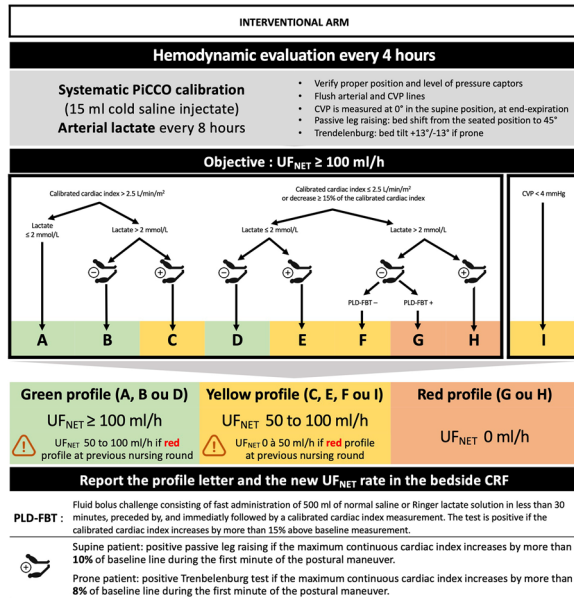 INTERVENTIONAL ARM
Hemodynamic evaluation every 4 hours
Systematic PiCCO calibration
(15 ml cold saline injectate)
Arterial lactate every 8 hours
• Verify proper position and level of pressure captors
• Flush arterial and CVP lines
• CVP is measured at 0° in the supine position, at end-expiration
• Passive leg raising: bed shift from the seated position to 45°
• Trendelenburg: bed tilt +13°/-13° if prone
Objective : UFNET ≥ 100 ml/h
Calibrated cardiac index > 2.5 L/min/m²
Lactate
≤ 2 mmol/L
Lactate > 2 mmol/L
Calibrated cardiac index ≤ 2.5 L/min/m²
or decrease ≥ 15% of the calibrated cardiac index
Lactate ≤ 2 mmol/L
Lactate > 2 mmol/L
CVP < 4 mmHg
− + − + − +
PLD-FBT − PLD-FBT +
A B C D E F G H I
Green profile (A, B ou D)
UFNET ≥ 100 ml/h
UFNET 50 to 100 ml/h if red
profile at previous nursing round
Yellow profile (C, E, F ou I)
UFNET 50 to 100 ml/h
UFNET 0 à 50 ml/h if red profile
at previous nursing round
Red profile (G ou H)
UFNET 0 ml/h
Report the profile letter and the new UFNET rate in the bedside CRF
PLD-FBT :
Fluid bolus challenge consisting of fast administration of 500 ml of normal saline or Ringer lactate solution in less than 30
minutes, preceded by, and immediatly followed by a calibrated cardiac index measurement. The test is positive if the
calibrated cardiac index increases by more than 15% above baseline measurement.
Supine patient: positive passive leg raising if the maximum continuous cardiac index increases by more than
10% of baseline line during the first minute of the postural maneuver.
Prone patient: positive Trenbelenburg test if the maximum continuous cardiac index increases by more than
8% of baseline line during the first minute of the postural maneuver.